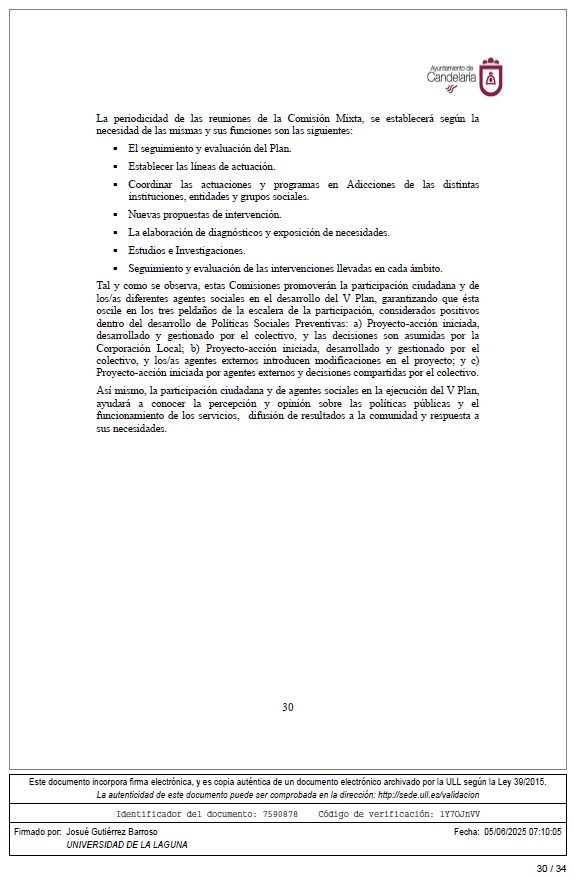 Ayuntamiento de
Candelaria
La periodicidad de las reuniones de la Comisión Mixta, se establecerá según la
necesidad de las mismas y sus funciones son las siguientes:
▪ El seguimiento y evaluación del Plan.
▪ Establecer las líneas de actuación.
▪ Coordinar las actuaciones y programas en Adicciones de las distintas
instituciones, entidades y grupos sociales.
▪ Nuevas propuestas de intervención.
▪ La elaboración de diagnósticos y exposición de necesidades.
▪ Estudios e Investigaciones.
▪ Seguimiento y evaluación de las intervenciones llevadas en cada ámbito.
Tal y como se observa, estas Comisiones promoverán la participación ciudadana y de
los/as diferentes agentes sociales en el desarrollo del V Plan, garantizando que ésta
oscile en los tres peldaños de la escalera de la participación, considerados positivos
dentro del desarrollo de Políticas Sociales Preventivas: a) Proyecto-acción iniciada,
desarrollado y gestionado por el colectivo, y las decisiones son asumidas por la
Corporación Local; b) Proyecto-acción iniciada, desarrollado y gestionado por el
colectivo, y los/as agentes externos introducen modificaciones en el proyecto; y c)
Proyecto-acción iniciada por agentes externos y decisiones compartidas por el colectivo.
Así mismo, la participación ciudadana y de agentes sociales en la ejecución del V Plan,
ayudará a conocer la percepción y opinión sobre las políticas públicas y el
funcionamiento de los servicios, difusión de resultados a la comunidad y respuesta a
sus necesidades.
30
Este documento incorpora firma electrónica, y es copia auténtica de un documento electrónico archivado por la ULL según la Ley 39/2015.
La autenticidad de este documento puede ser comprobada en la dirección: http://sede.ull.es/validacion
Identificador del documento: 7590878 Código de verificación: 1Y7OJnVV
Firmado por: Josué Gutiérrez Barroso Fecha: 05/06/2025 07:10:05
UNIVERSIDAD DE LA LAGUNA
30 / 34